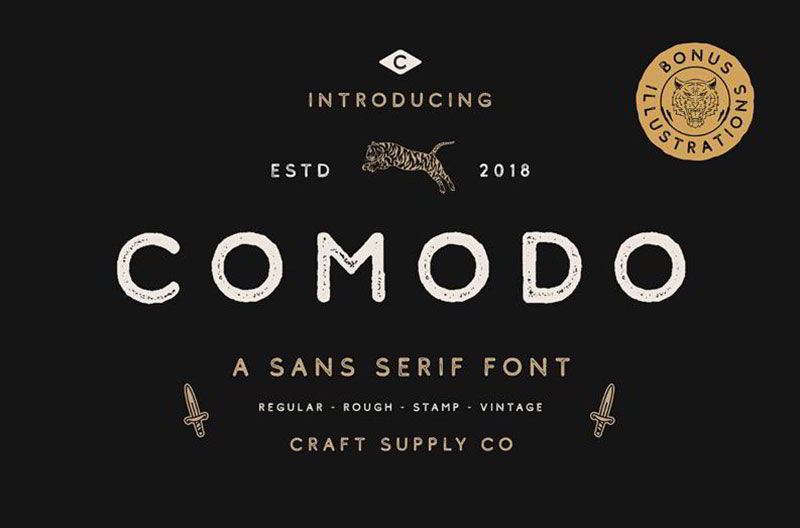 C
INTRODUCING
BONUS
ILLUSTRATIONS
ESTD 2018
COMODO
A SANS SERIF FONT
REGULAR - ROUGH - STAMP - VINTAGE
CRAFT SUPPLY CO